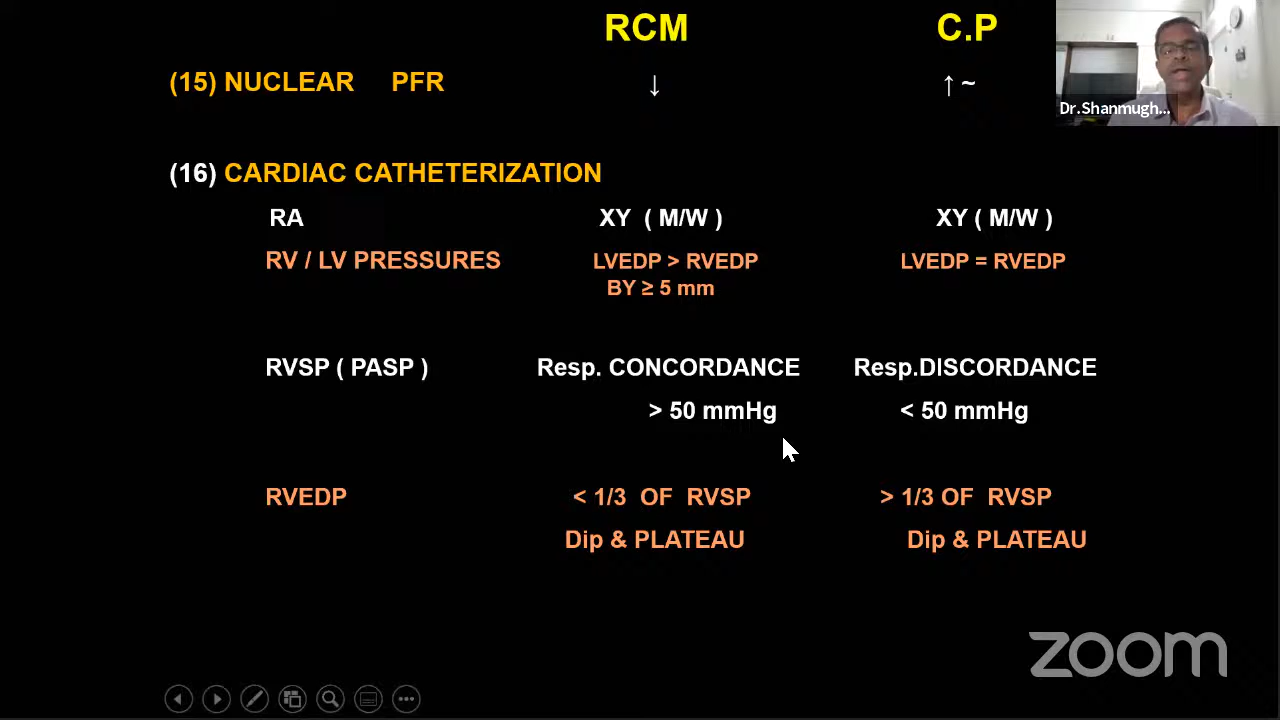 RCM C.P
(15) NUCLEAR PFR ↓ ↑ ~
Dr.Shanmugh...
(16) CARDIAC CATHETERIZATION
RA XY ( M/W ) XY ( M/W )
RV / LV PRESSURES LVEDP > RVEDP LVEDP = RVEDP
BY ≥ 5 mm
RVSP ( PASP ) Resp. CONCORDANCE Resp.DISCORDANCE
> 50 mmHg < 50 mmHg
RVEDP < 1/3 OF RVSP > 1/3 OF RVSP
Dip & PLATEAU Dip & PLATEAU
zoom